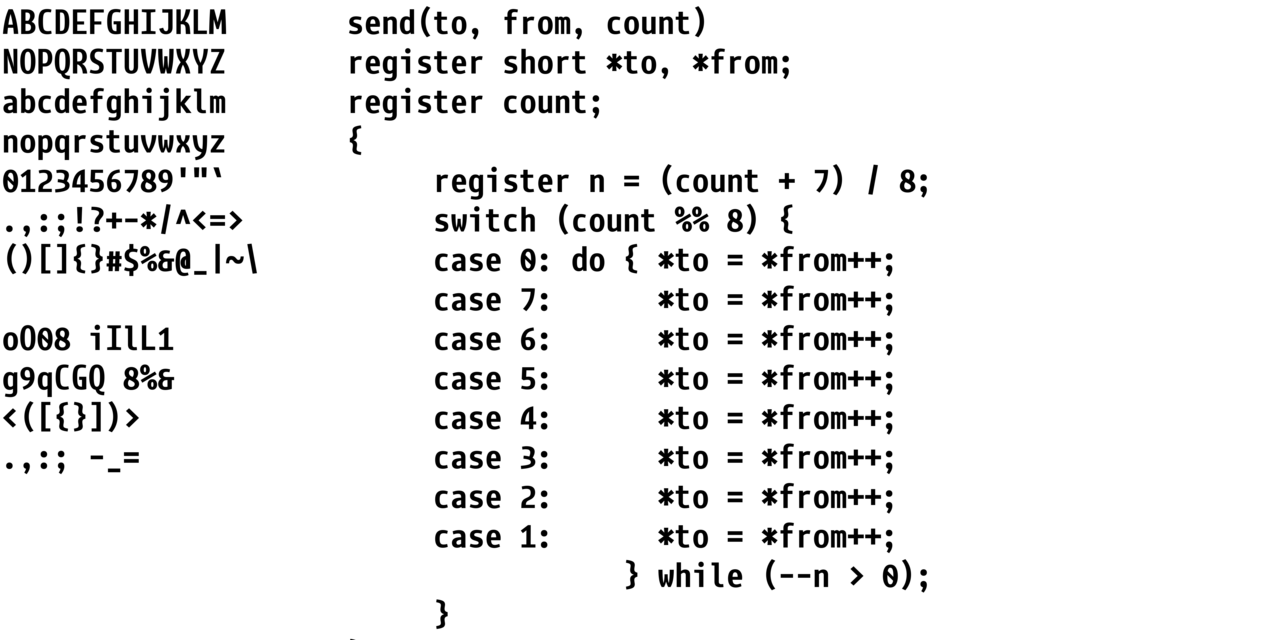 ABCDEFGHIJKLM
NOPQRSTUVWXYZ
abcdefghijklm
nopqrstuvwxyz
0123456789'"`
.,:;!?+-*/^<=>
()[]{}#$%&@_|~\
oO08 iIlL1
g9qCGQ 8%&
<([{}])>
.,:; -_=
send(to, from, count)
register short *to, *from;
register count;
{
     register n = (count + 7) / 8;
     switch (count %% 8) {
     case 0: do { *to = *from++;
     case 7:      *to = *from++;
     case 6:      *to = *from++;
     case 5:      *to = *from++;
     case 4:      *to = *from++;
     case 3:      *to = *from++;
     case 2:      *to = *from++;
     case 1:      *to = *from++;
                } while (--n > 0);
     }